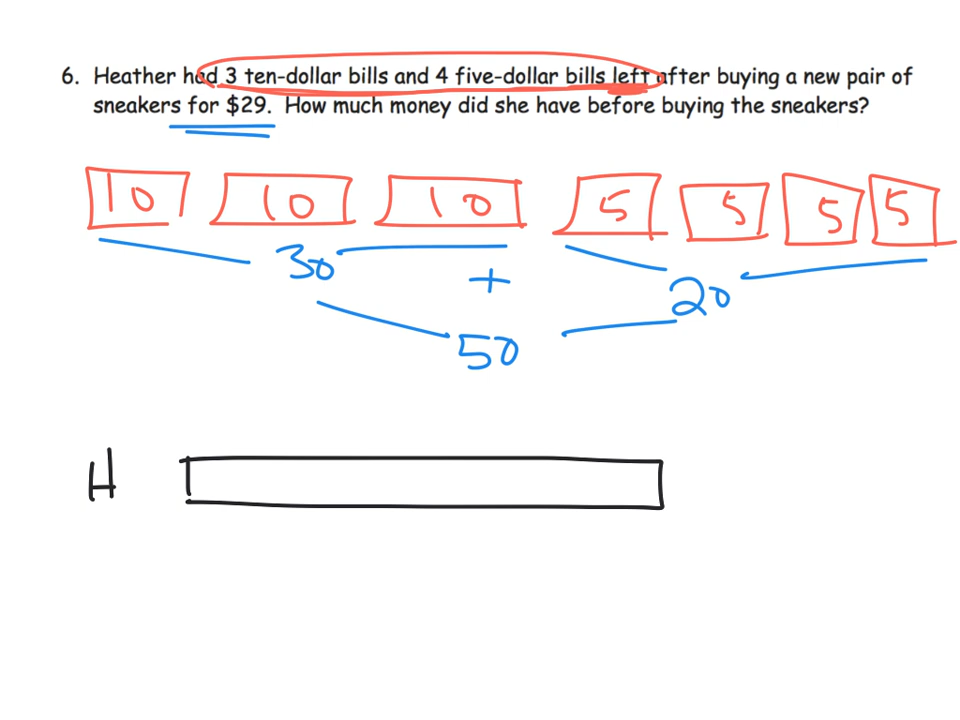 6. Heather had 3 ten-dollar bills and 4 five-dollar bills left after buying a new pair of
sneakers for $29. How much money did she have before buying the sneakers?
10 10 10 5 5 5 5
30 + 20
50
H